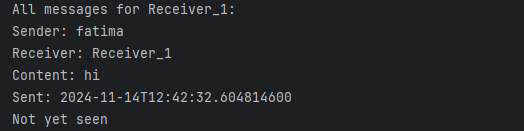 All messages for Receiver_1:
Sender: fatima
Receiver: Receiver_1
Content: hi
Sent: 2024-11-14T12:42:32.604814600
Not yet seen